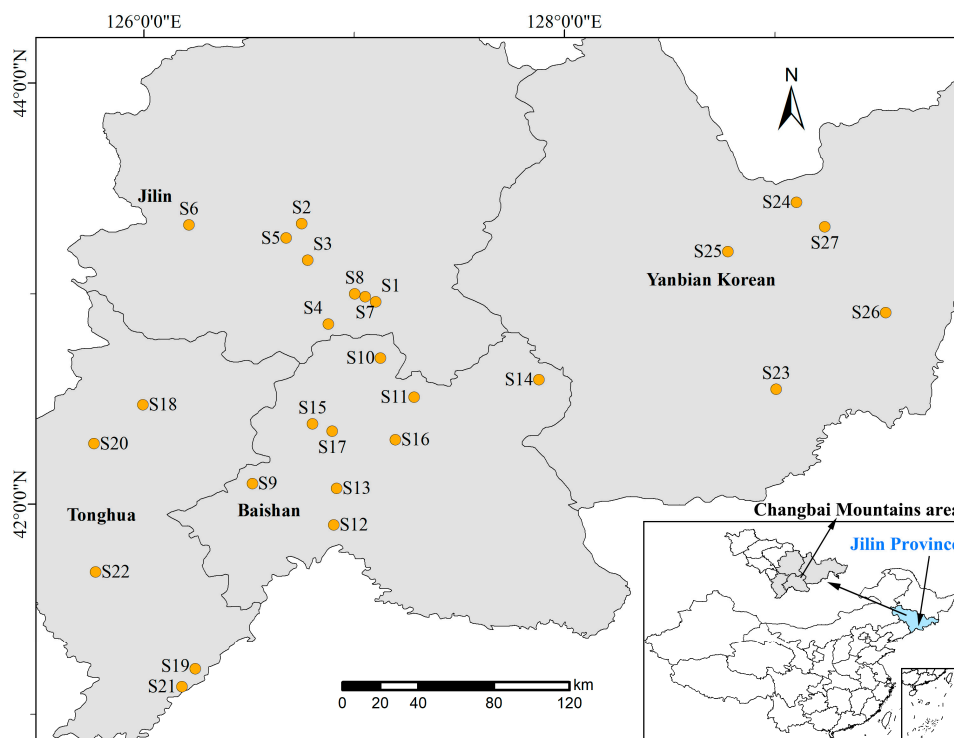 126°0'0"E
128°0'0"E
44°0'0"N
N
Jilin
S6
S2
S5
S3
S24
S27
S25
Yanbian Korean
S8
S1
S7
S4
S26
S10
S14
S23
S11
S18
S15
S17
S16
S20
S9
S13
42°0'0"N
Tonghua
Baishan
S12
Changbai Mountains area
Jilin Province
S22
S19
S21
km
0 20 40 80 120